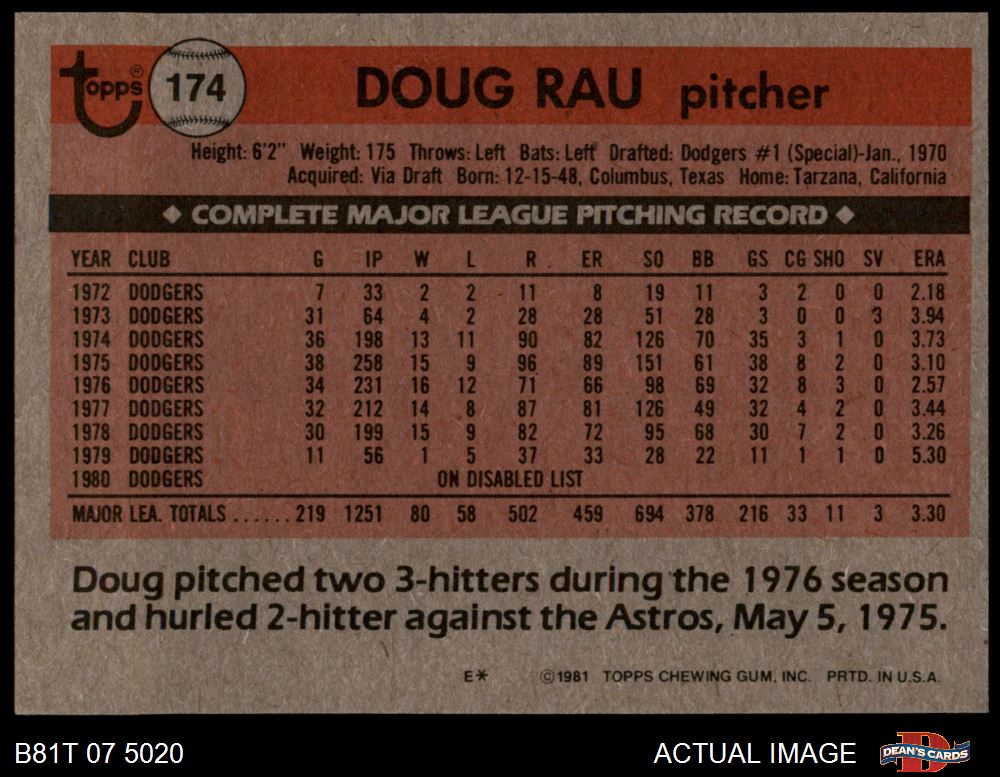 Topps® 174 DOUG RAU pitcher
Height: 6'2" Weight: 175 Throws: Left Bats: Left Drafted: Dodgers #1 (Special)-Jan., 1970
Acquired: Via Draft Born: 12-15-48, Columbus, Texas Home: Tarzana, California
◆ COMPLETE MAJOR LEAGUE PITCHING RECORD ◆
YEAR CLUB G IP W L R ER SO BB GS CG SHO SV ERA
1972 DODGERS 7 33 2 2 11 8 19 11 3 2 0 0 2.18
1973 DODGERS 31 64 4 2 28 28 51 28 3 0 0 3 3.94
1974 DODGERS 36 198 13 11 90 82 126 70 35 3 1 0 3.73
1975 DODGERS 38 258 15 9 96 89 151 61 38 8 2 0 3.10
1976 DODGERS 34 231 16 12 71 66 98 69 32 8 3 0 2.57
1977 DODGERS 32 212 14 8 87 81 126 49 32 4 2 0 3.44
1978 DODGERS 30 199 15 9 82 72 95 68 30 7 2 0 3.26
1979 DODGERS 11 56 1 5 37 33 28 22 11 1 1 0 5.30
1980 DODGERS ON DISABLED LIST
MAJOR LEA. TOTALS ...... 219 1251 80 58 502 459 694 378 216 33 11 3 3.30
Doug pitched two 3-hitters during the 1976 season
and hurled 2-hitter against the Astros, May 5, 1975.
E* ©1981 TOPPS CHEWING GUM, INC. PRTD. IN U.S.A.
B81T 07 5020 ACTUAL IMAGE D DEAN'S CARDS